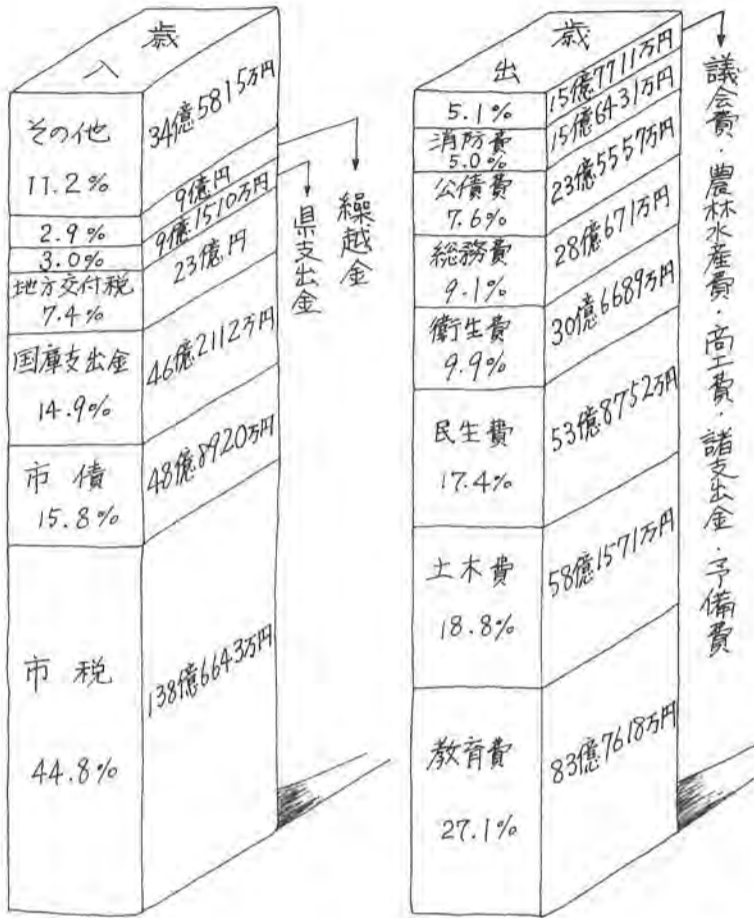 歳入
34億5815万円
その他
11.2%
9億円
2.9%
繰越金
9億1510万円
3.0%
県支出金
23億円
地方交付税
7.4%
46億2112万円
国庫支出金
14.9%
48億8920万円
市債
15.8%
138億6643万円
市税
44.8%
歳出
15億7711万円
5.1%
議会費・農林水産費・商工費・諸支出金・予備費
15億6431万円
消防費
5.0%
23億5557万円
公債費
7.6%
28億671万円
総務費
9.1%
30億6689万円
衛生費
9.9%
53億8752万円
民生費
17.4%
58億1571万円
土木費
18.8%
83億7618万円
教育費
27.1%